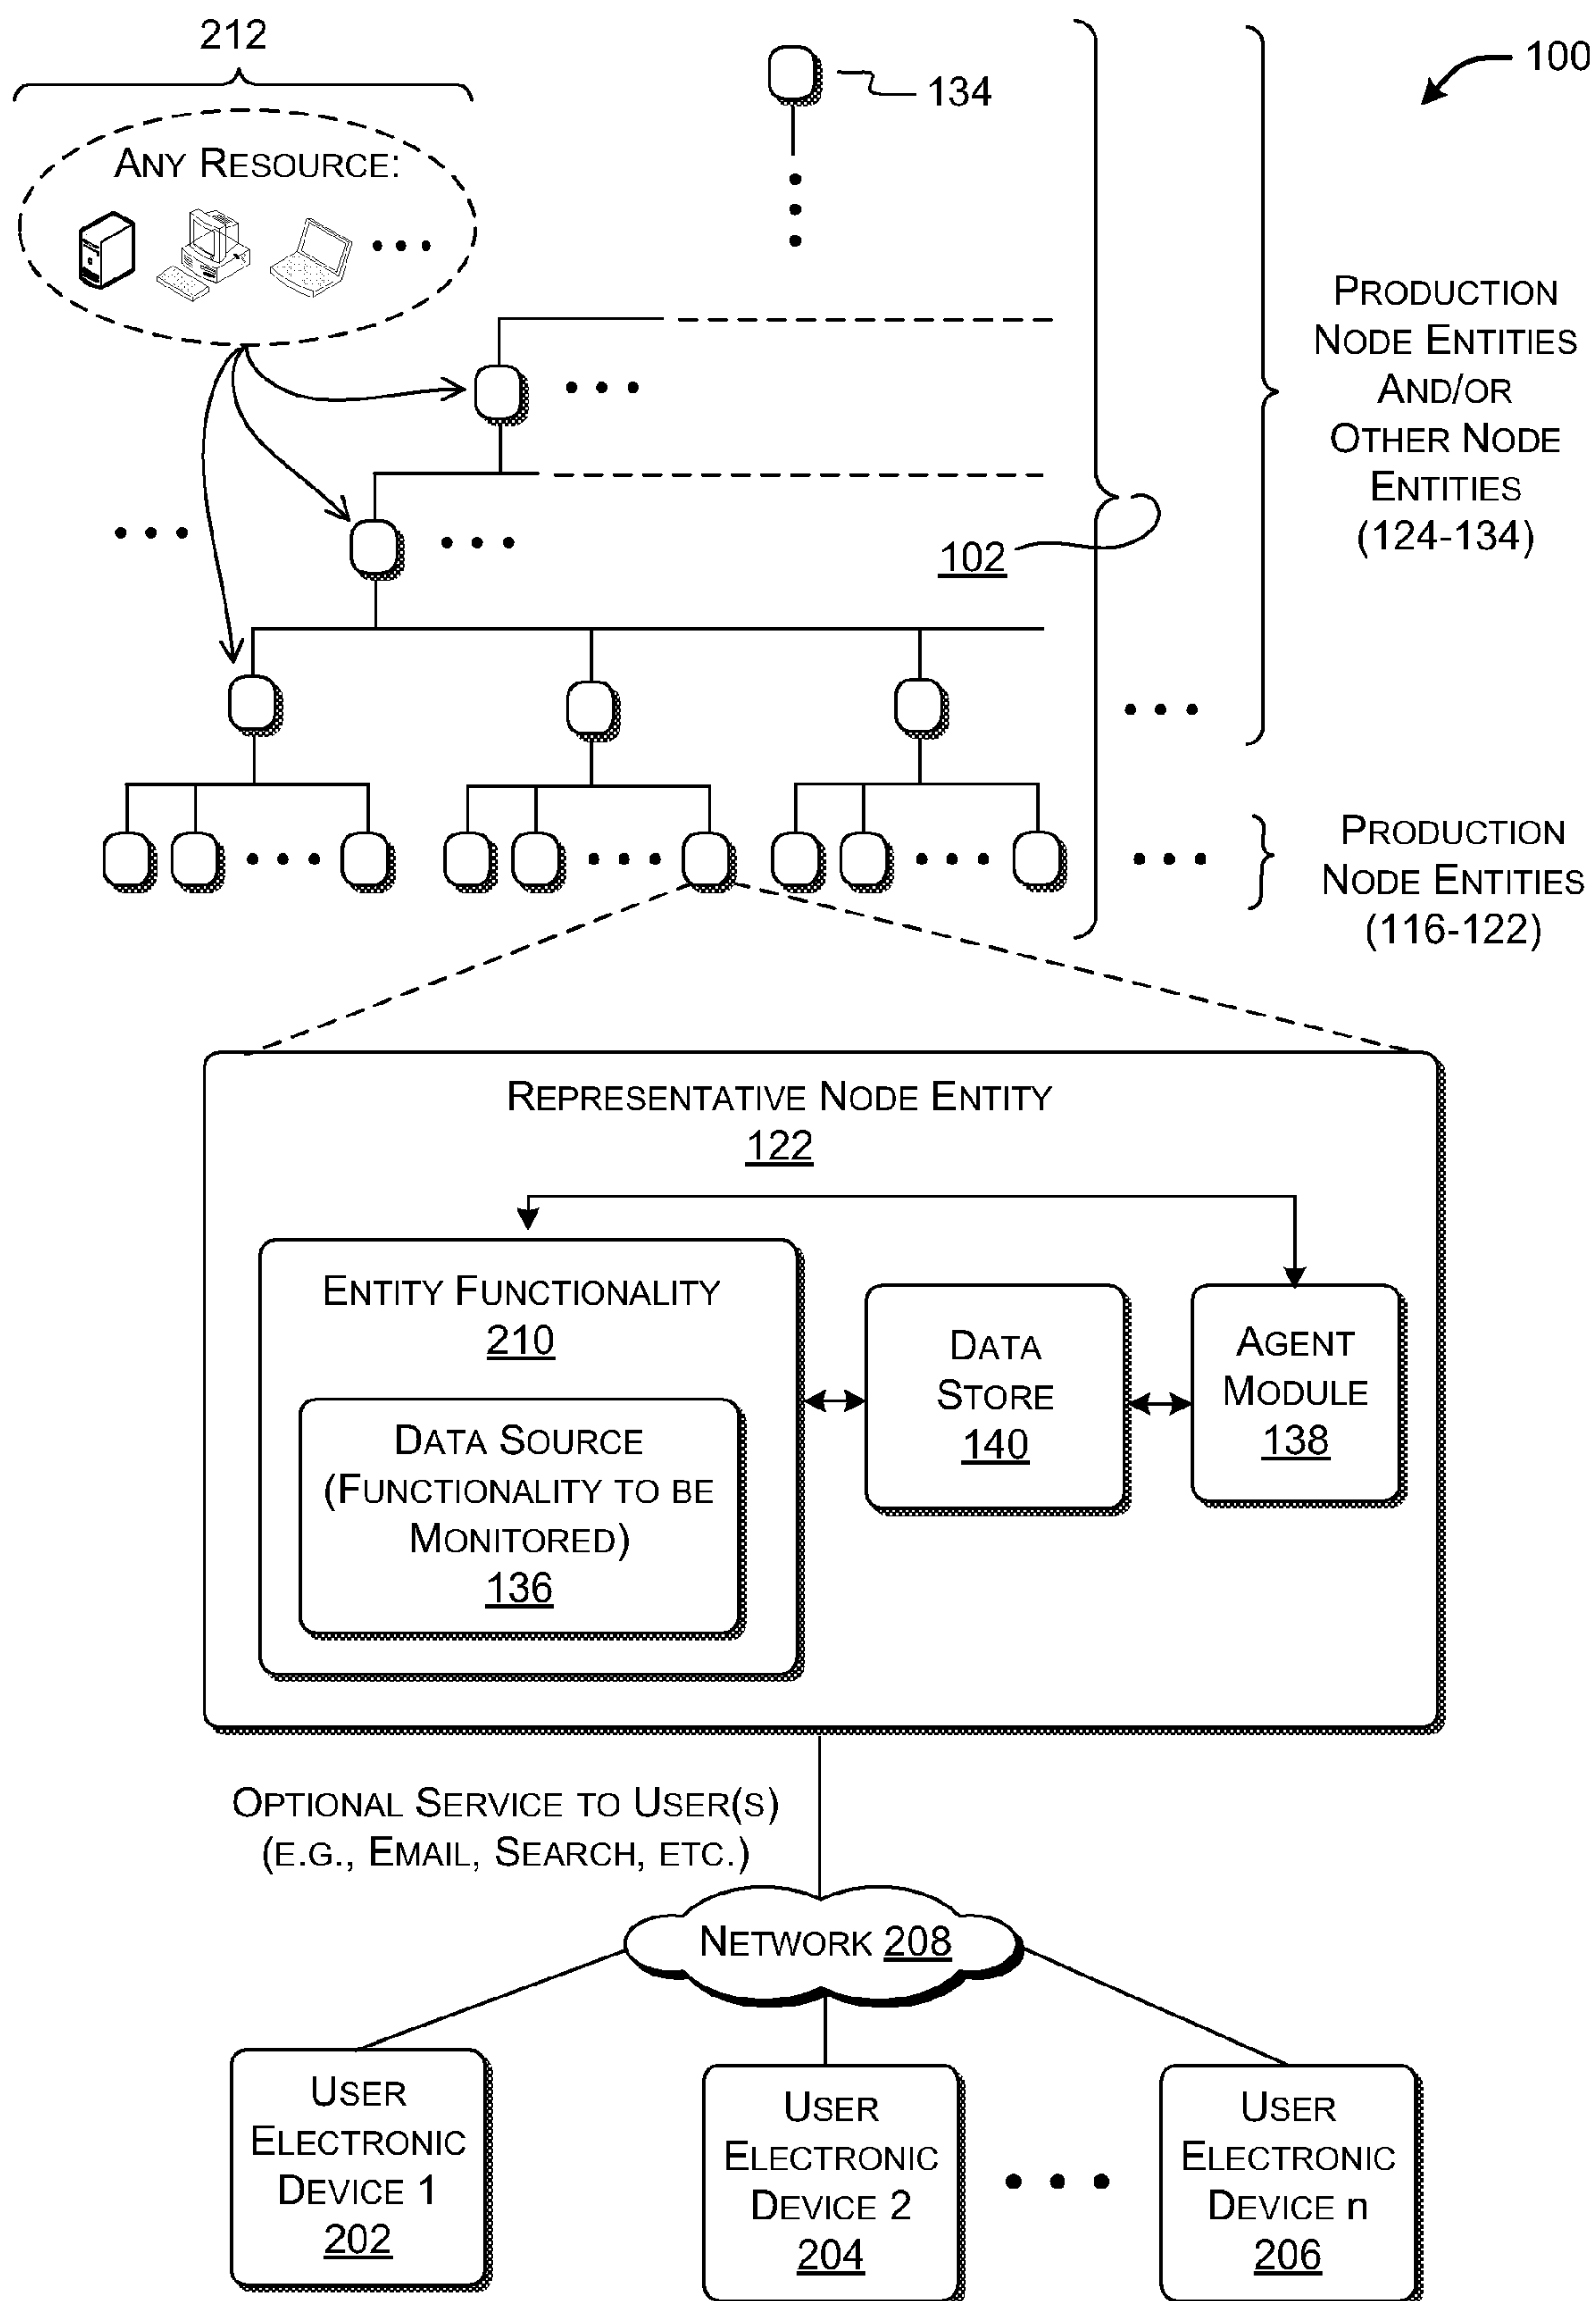 212
134
100
ANY RESOURCE:
PRODUCTION
NODE ENTITIES
AND/OR
OTHER NODE
ENTITIES
(124-134)
102
PRODUCTION
NODE ENTITIES
(116-122)
REPRESENTATIVE NODE ENTITY
122
ENTITY FUNCTIONALITY
210
DATA SOURCE
(FUNCTIONALITY TO BE
MONITORED)
136
DATA
STORE
140
AGENT
MODULE
138
OPTIONAL SERVICE TO USER(S)
(E.G., EMAIL, SEARCH, ETC.)
NETWORK 208
USER
ELECTRONIC
DEVICE 1
202
USER
ELECTRONIC
DEVICE 2
204
USER
ELECTRONIC
DEVICE n
206